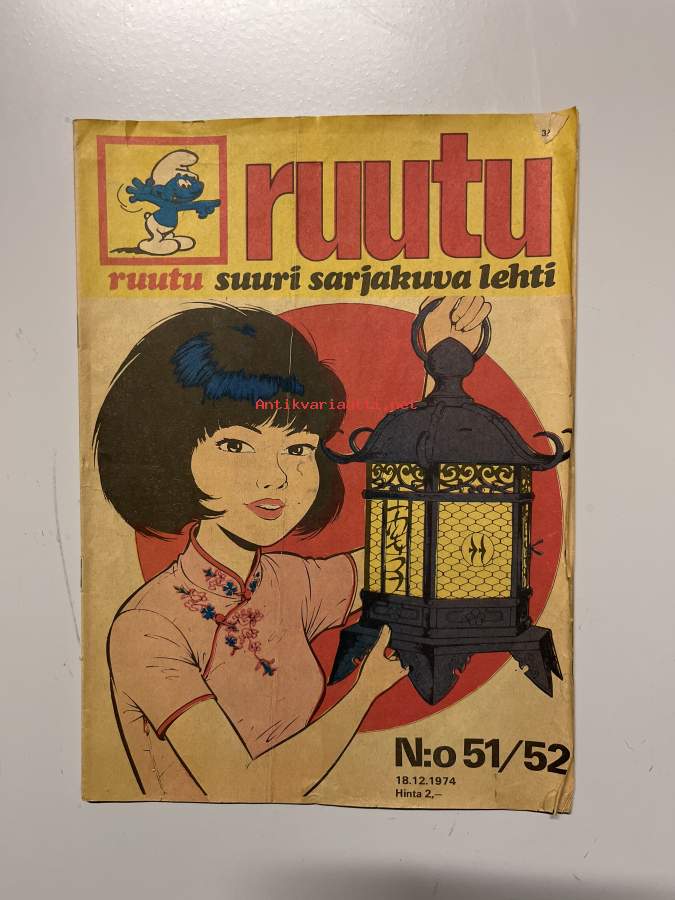 ruutu
ruutu suuri sarjakuva lehti
Antikvariaatti.net
N:o 51/52
18.12.1974
Hinta 2,—